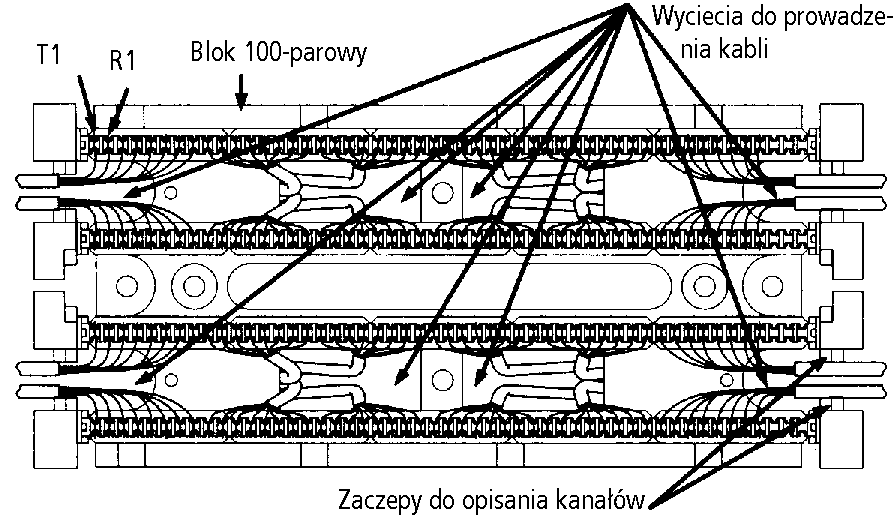 Wyciecia do prowadze-
nia kabli
T1
R1
Blok 100-parowy
Zaczepy do opisania kanałów